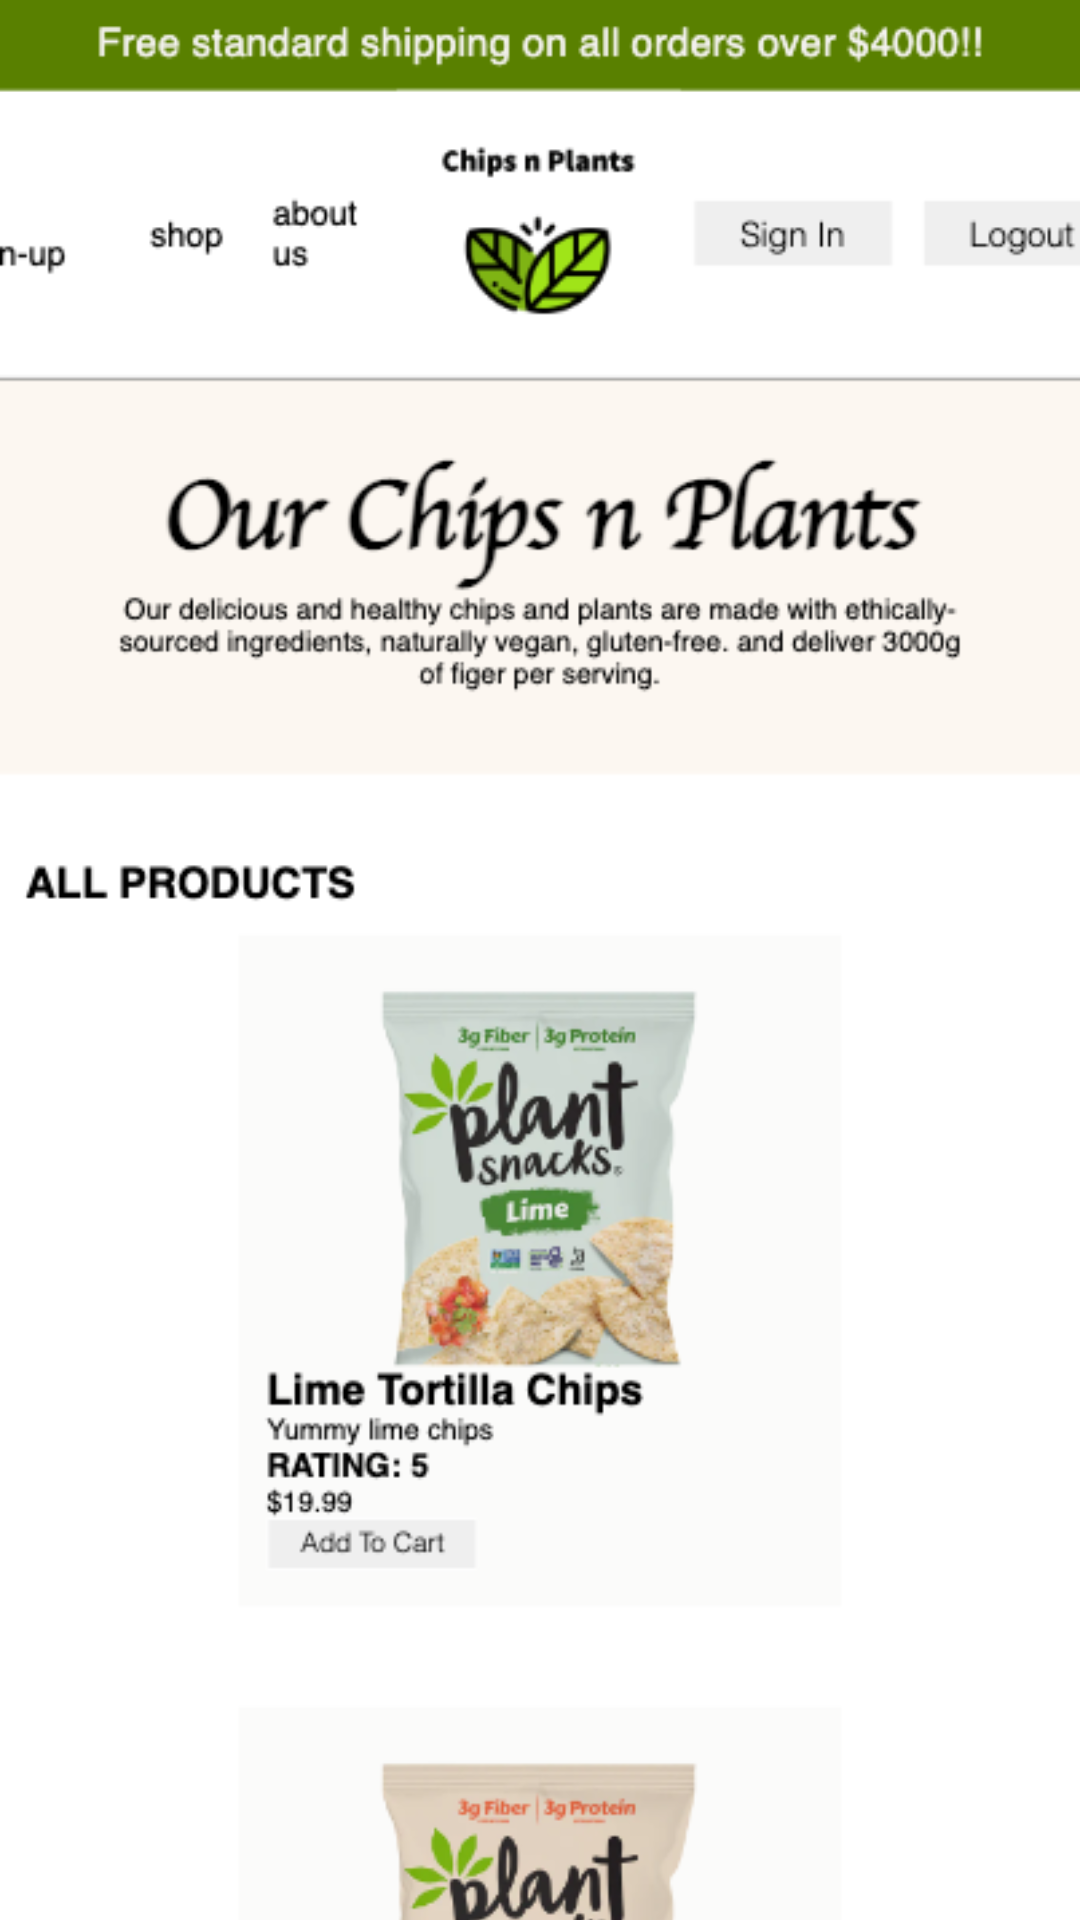 Free standard shipping on all orders over $4000!!
Chips n Plants
n-up
shop
about
us
Sign In
Logout
Our Chips n Plants
Our delicious and healthy chips and plants are made with ethically-
sourced ingredients, naturally vegan, gluten-free. and deliver 3000g
of figer per serving.
ALL PRODUCTS
3g Fiber | 3g Protein
plant
snacks
Lime
Lime Tortilla Chips
Yummy lime chips
RATING: 5
$19.99
Add To Cart
3g Fiber | 3g Protein
plant